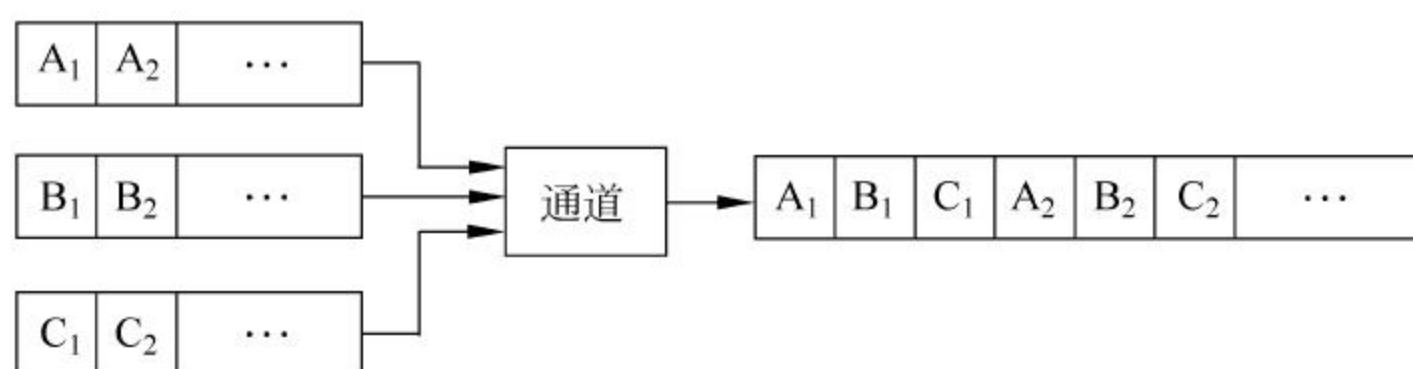 A₁ A₂ ···
B₁ B₂ ···
C₁ C₂ ···
通道
A₁ B₁ C₁ A₂ B₂ C₂ ···